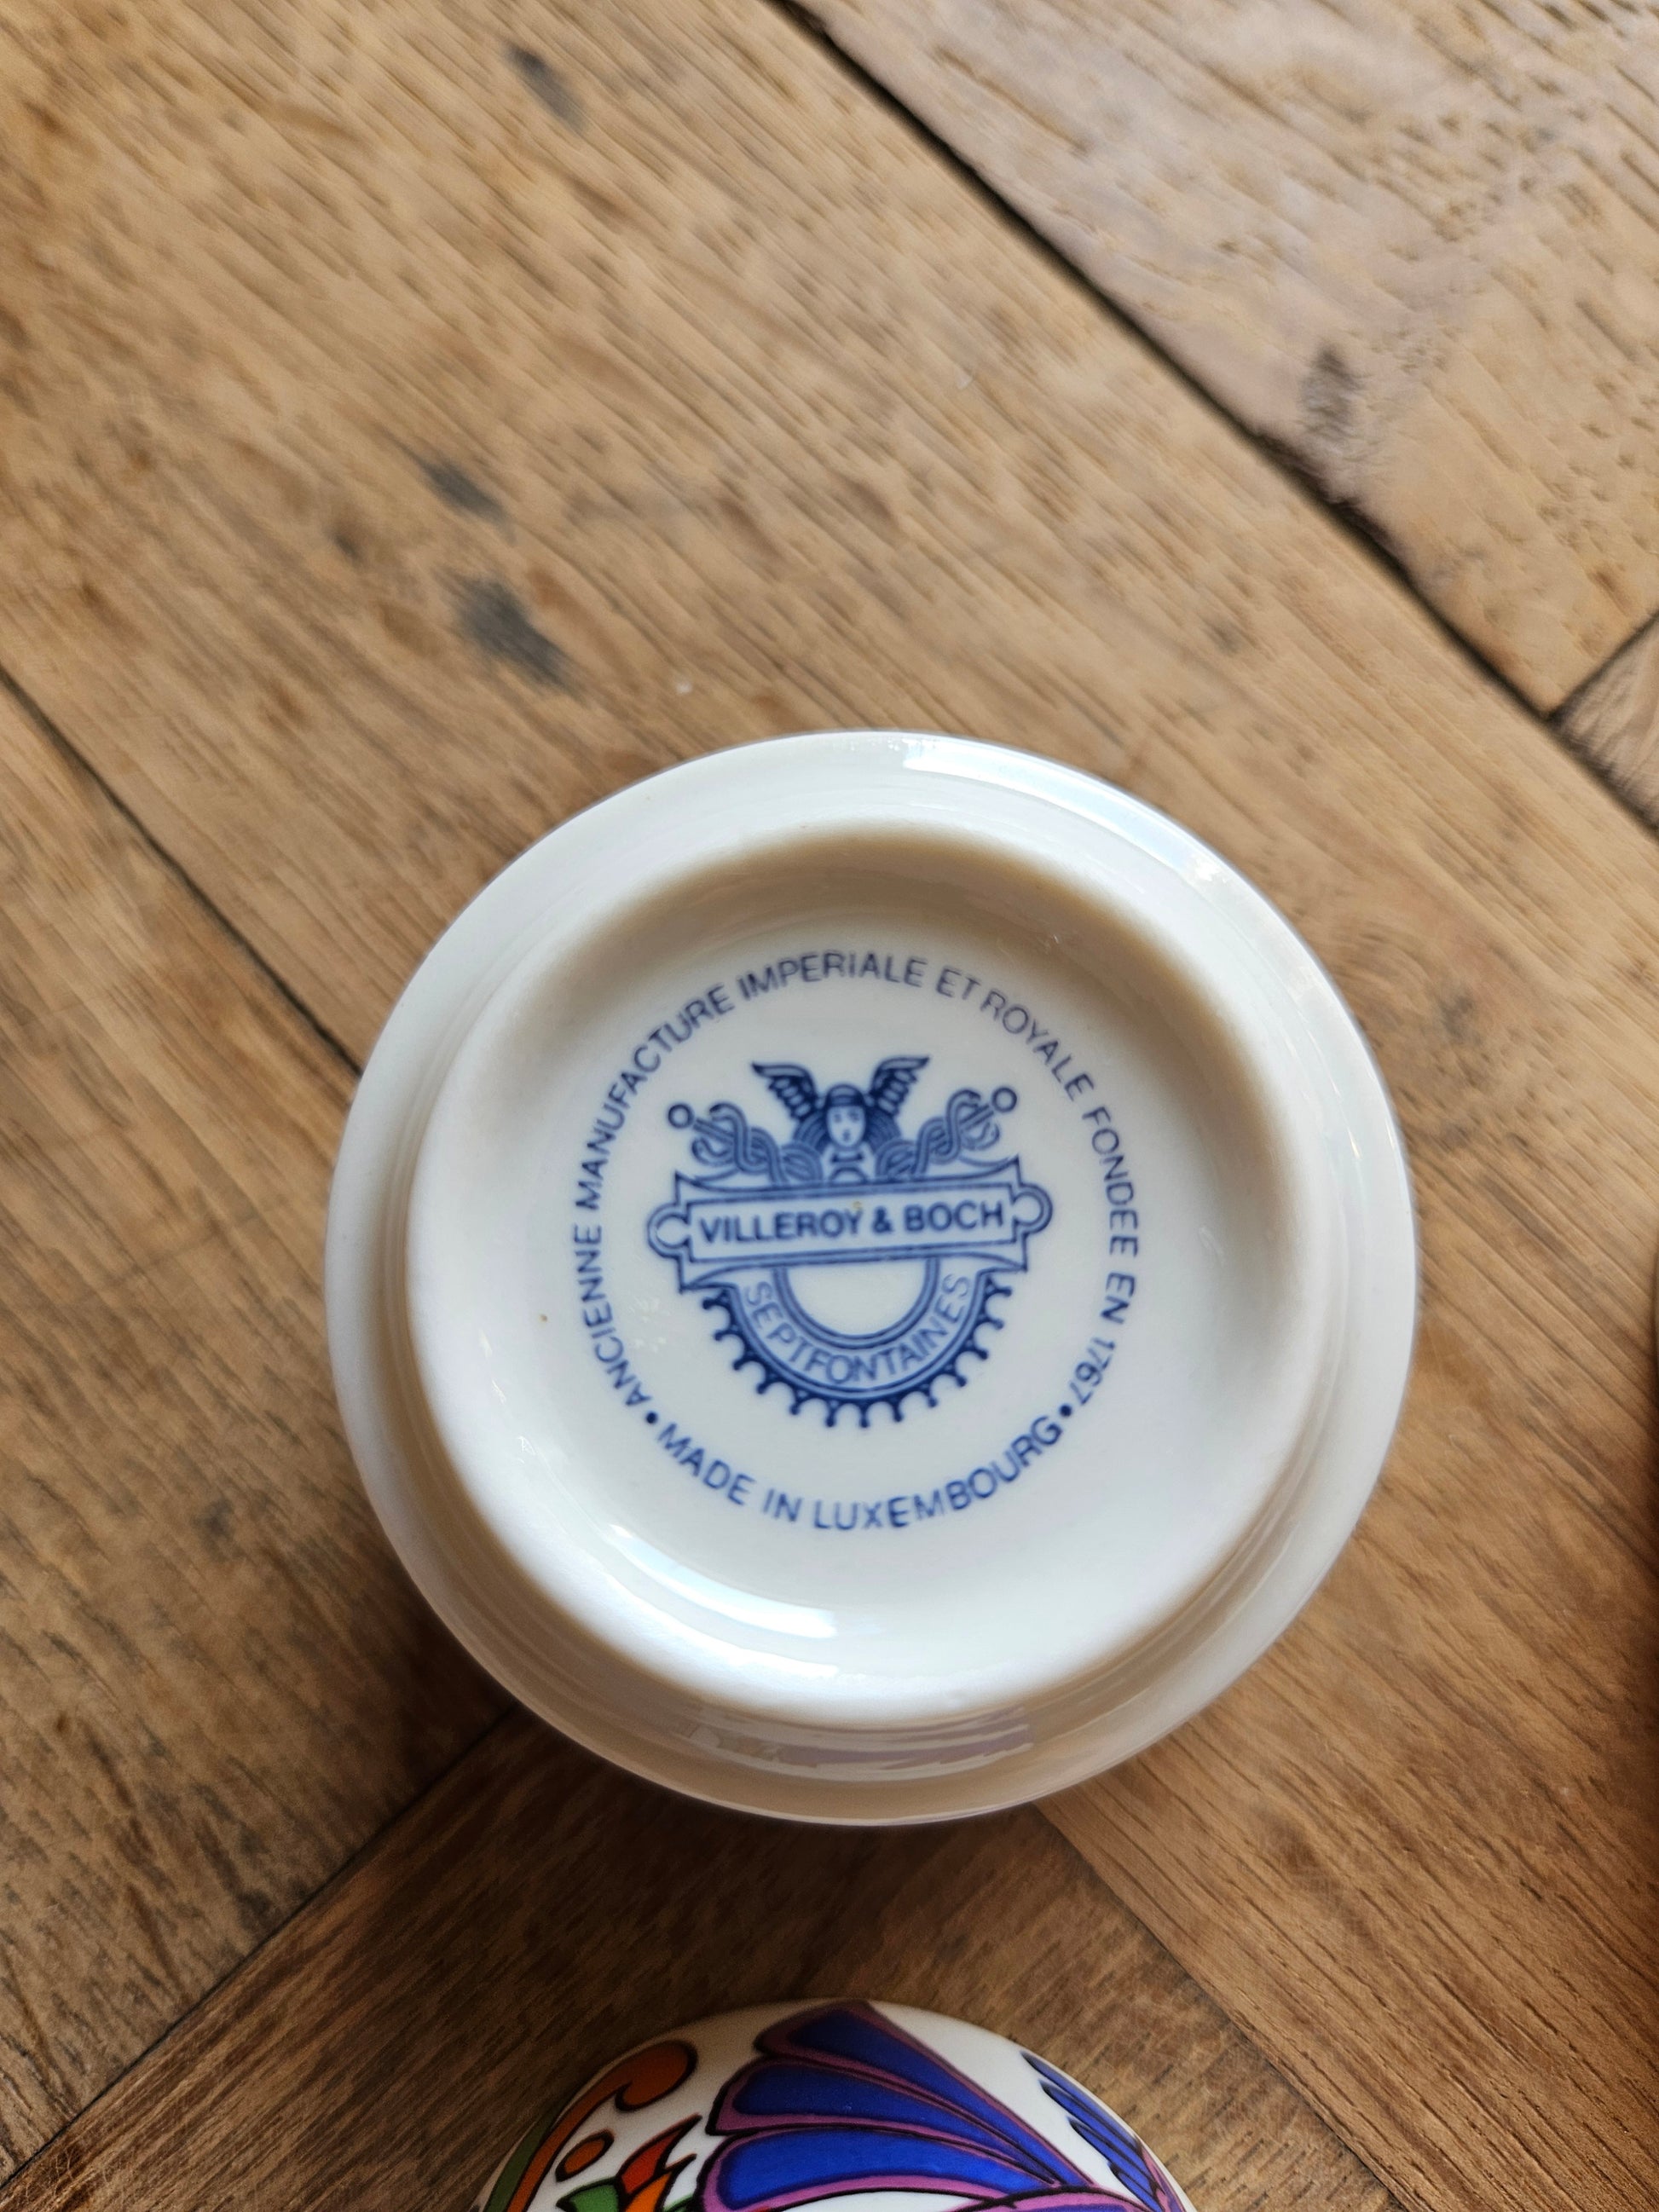 ANCIENNE MANUFACTURE IMPERIALE ET ROYALE FONDEE EN 1767
VILLEROY & BOCH
SEPTFONTAINES
• MADE IN LUXEMBOURG •